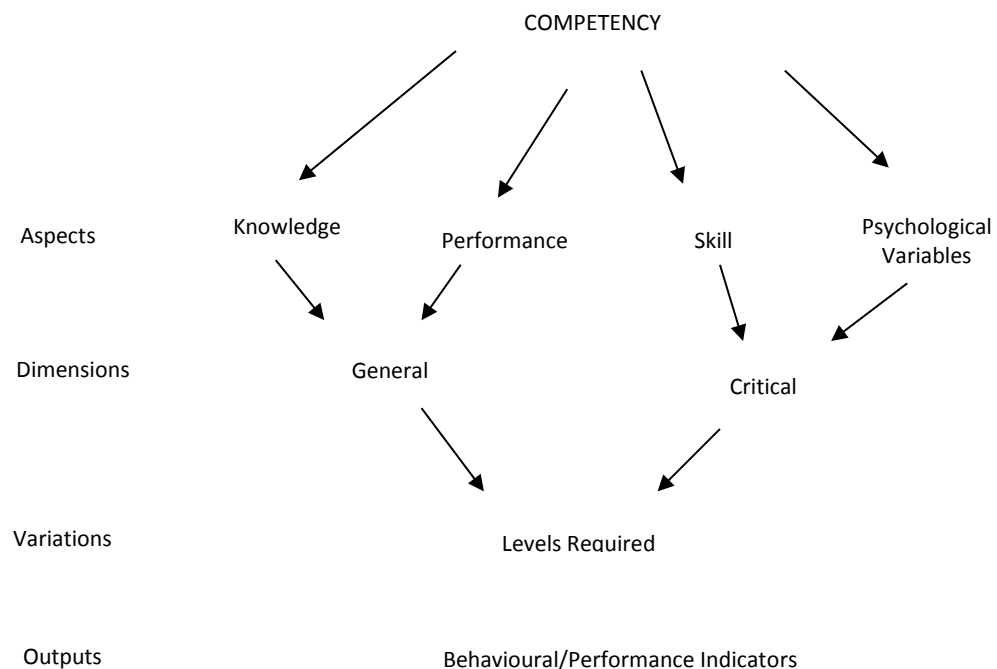 COMPETENCY
Aspects
Knowledge
Performance
Skill
Psychological
Variables
Dimensions
General
Critical
Variations
Levels Required
Outputs
Behavioural/Performance Indicators